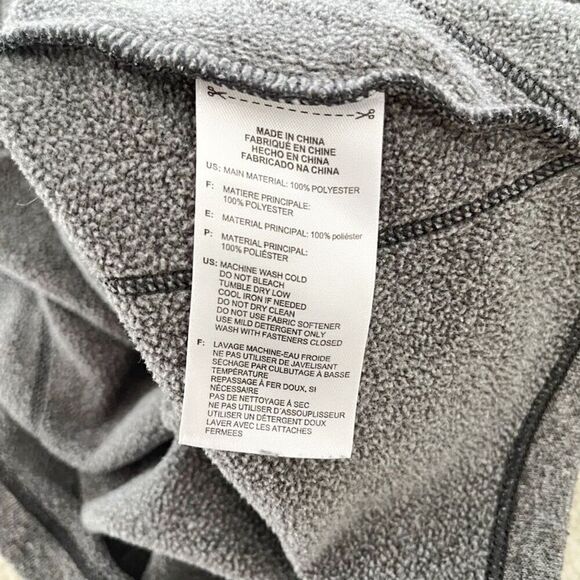 MADE IN CHINA
FABRIQUÉ EN CHINE
HECHO EN CHINA
FABRICADO NA CHINA
US: MAIN MATERIAL: 100% POLYESTER
F: MATIERE PRINCIPALE:
100% POLYESTER
E: MATERIAL PRINCIPAL: 100% poliéster
P: MATERIAL PRINCIPAL:
100% POLIÉSTER
US: MACHINE WASH COLD
DO NOT BLEACH
TUMBLE DRY LOW
COOL IRON IF NEEDED
DO NOT DRY CLEAN
DO NOT USE FABRIC SOFTENER
USE MILD DETERGENT ONLY
WASH WITH FASTENERS CLOSED
F: LAVAGE MACHINE-EAU FROIDE
NE PAS UTILISER DE JAVELISANT
SÉCHAGE PAR CULBUTAGE À BASSE
TEMPÉRATURE
REPASSAGE À FER DOUX, SI
NÉCESSAIRE
PAS DE NETTOYAGE À SEC
NE PAS UTILISER D'ASSOUPLISSEUR
UTILISER UN DÉTERGENT DOUX
LAVER AVEC LES ATTACHES
FERMEES